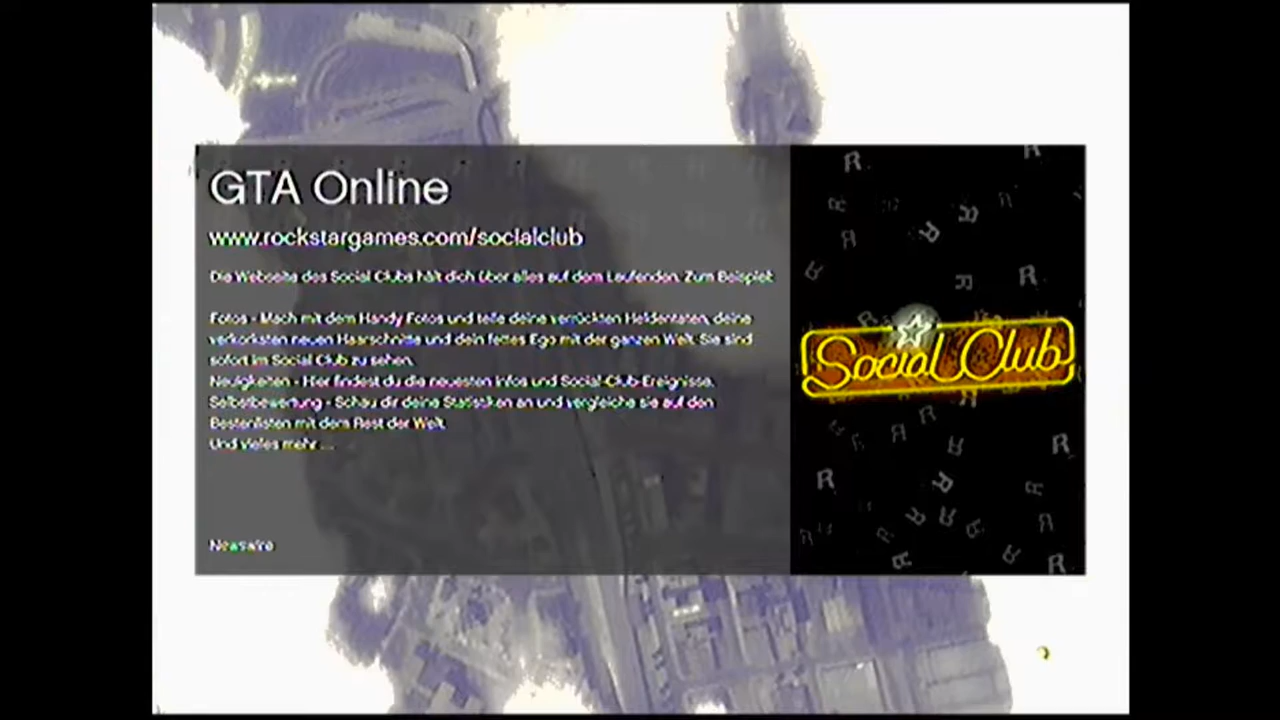 GTA Online
www.rockstargames.com/socialclub
Die Webseite des Social Clubs hält dich über alles auf dem Laufenden. Zum Beispiel:
Fotos - Mach mit dem Handy Fotos und teile deine verrückten Heldentaten, deine
verkorksten neuen Haarschnitte und dein fettes Ego mit der ganzen Welt. Sie sind
sofort im Social Club zu sehen.
Neuigkeiten - Hier findest du die neuesten Infos und Social-Club-Ereignisse.
Selbstbewertung - Schau dir deine Statistiken an und vergleiche sie auf den
Bestenlisten mit dem Rest der Welt.
Und vieles mehr ...
Newswire
Social Club